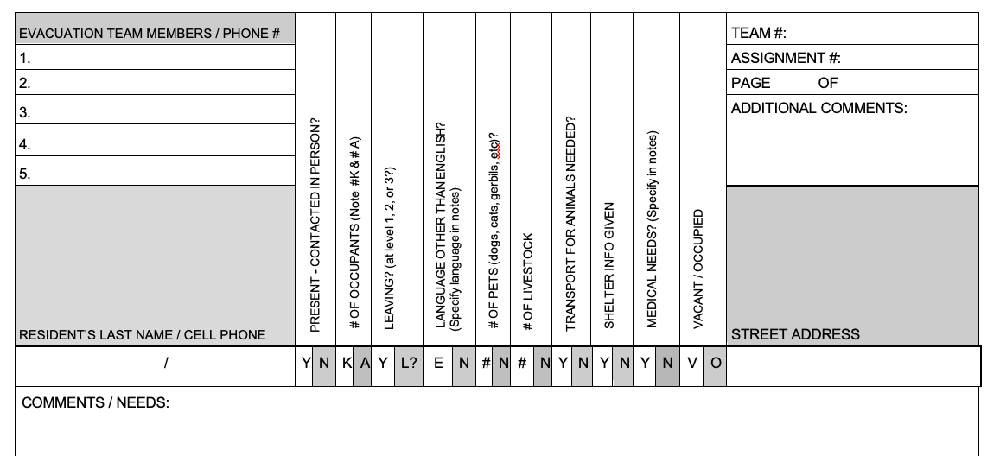 EVACUATION TEAM MEMBERS / PHONE #
1.
2.
3.
4.
5.
RESIDENT'S LAST NAME / CELL PHONE
PRESENT - CONTACTED IN PERSON?
# OF OCCUPANTS (Note #K & # A)
LEAVING? (at level 1, 2, or 3?)
LANGUAGE OTHER THAN ENGLISH?
(Specify language in notes)
# OF PETS (dogs, cats, gerbils, etc)?
# OF LIVESTOCK
TRANSPORT FOR ANIMALS NEEDED?
SHELTER INFO GIVEN
MEDICAL NEEDS? (Specify in notes)
VACANT / OCCUPIED
TEAM #:
ASSIGNMENT #:
PAGE OF
ADDITIONAL COMMENTS:
STREET ADDRESS
/ Y N K A Y L? E N # N # N Y N Y N Y N V O
COMMENTS / NEEDS: